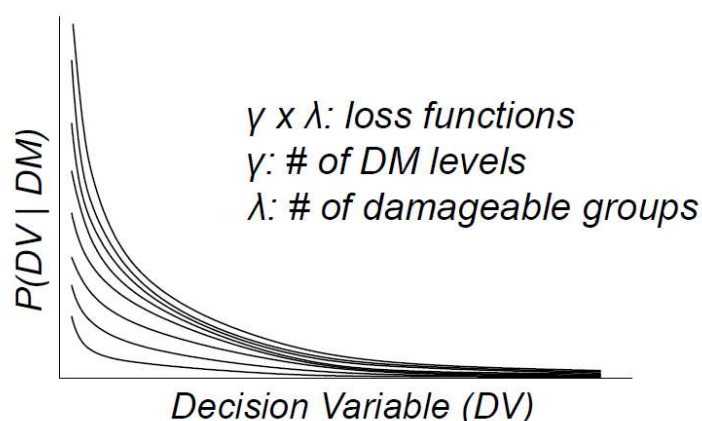 P(DV | DM)
γ x λ: loss functions
γ: # of DM levels
λ: # of damageable groups
Decision Variable (DV)